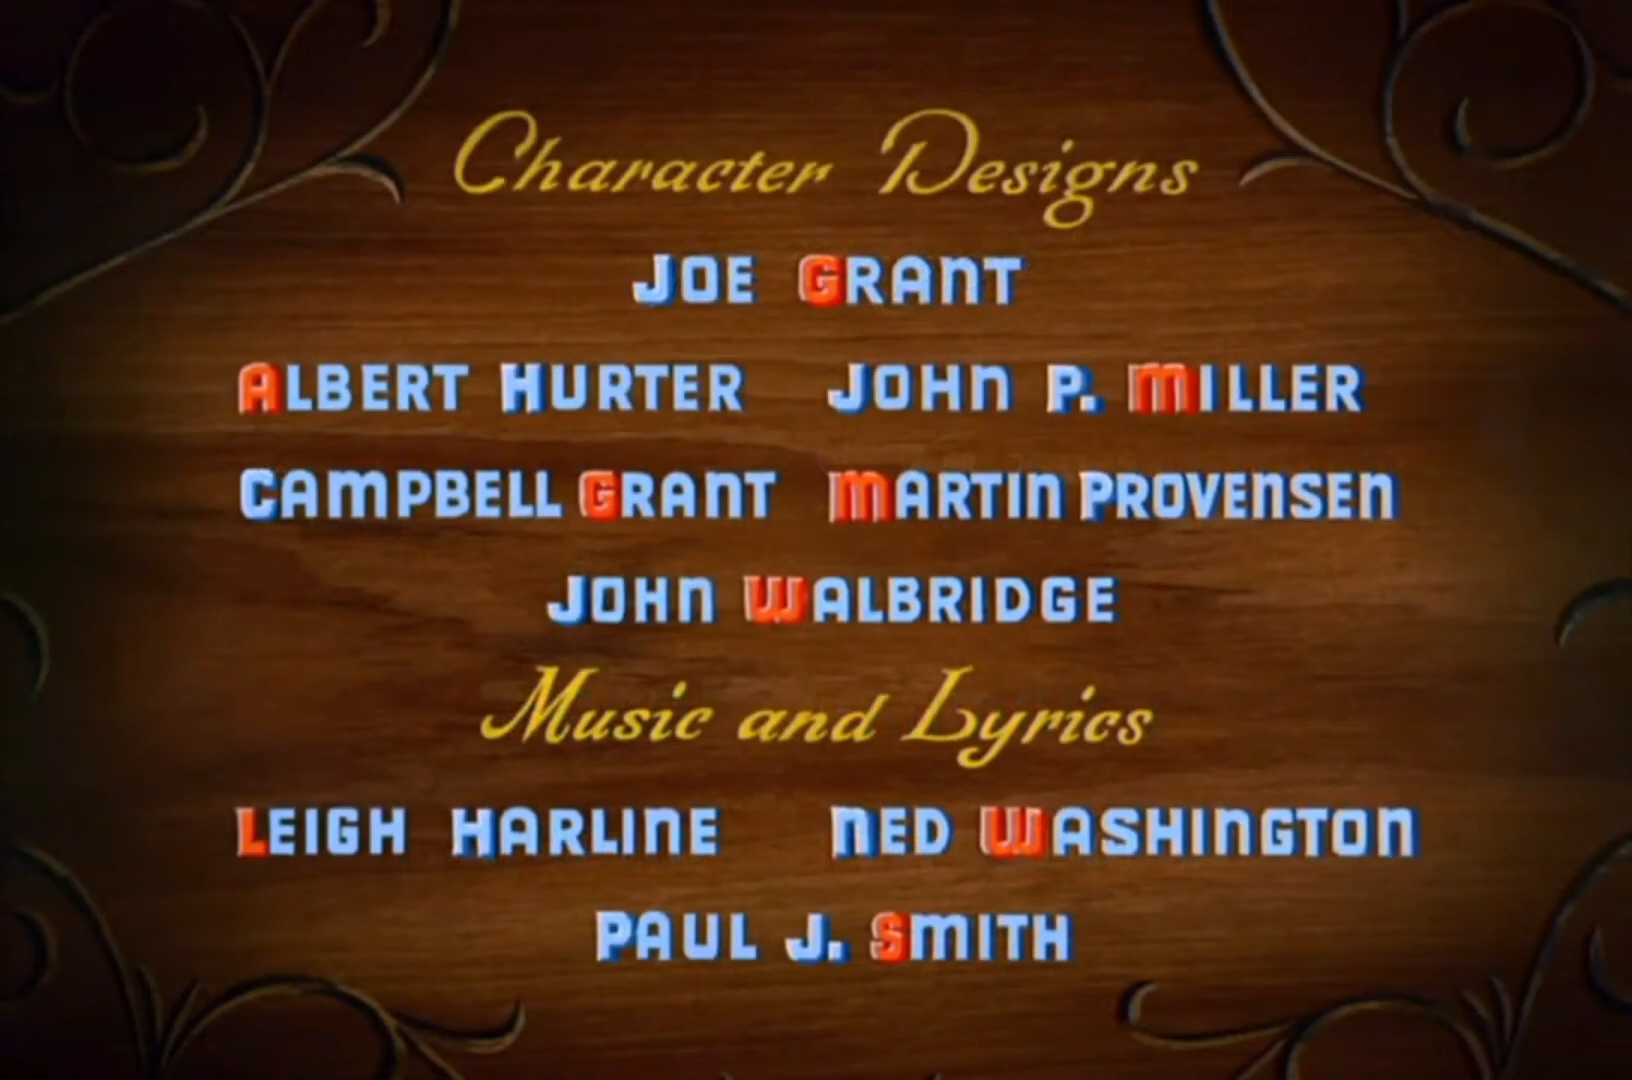 Character Designs
JOE GRANT
ALBERT HURTER JOHN P. MILLER
CAMPBELL GRANT MARTIN PROVENSEN
JOHN WALBRIDGE
Music and Lyrics
LEIGH HARLINE NED WASHINGTON
PAUL J. SMITH